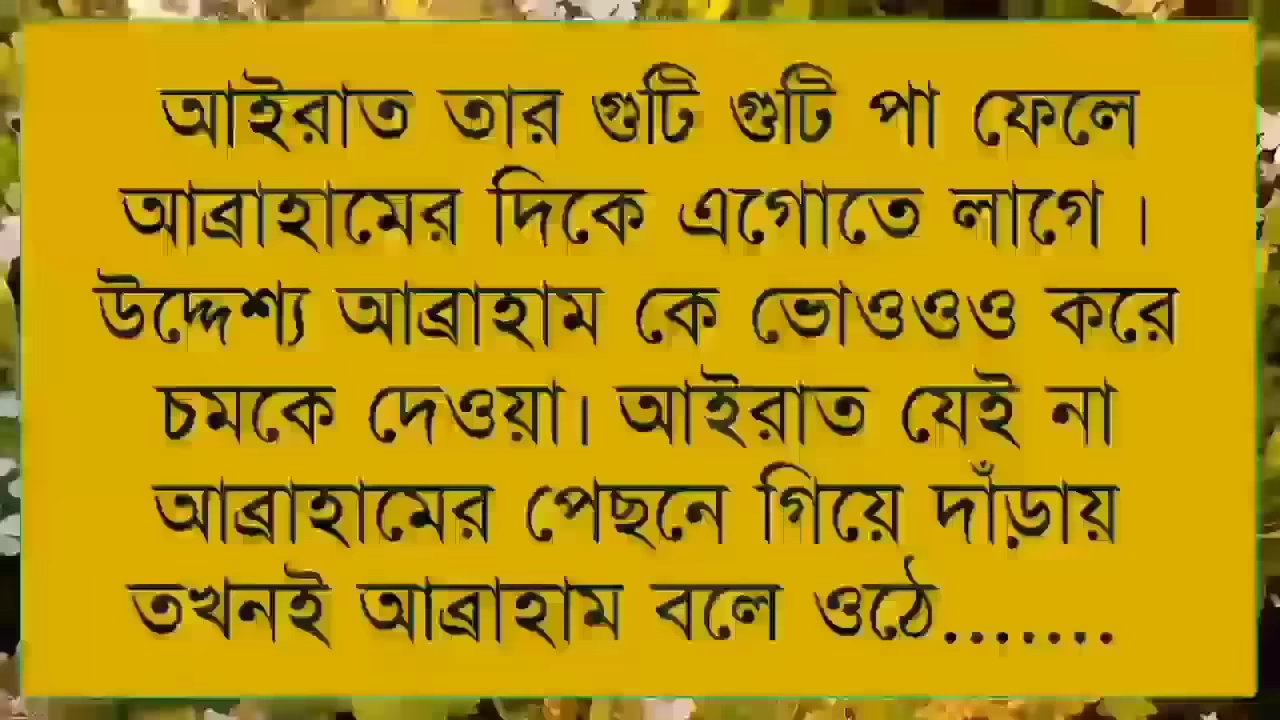 আইরাত তার গুটি গুটি পা ফেলে
আব্রাহামের দিকে এগোতে লাগে ।
উদ্দেশ্য আব্রাহাম কে ভোওওও করে
চমকে দেওয়া। আইরাত যেই না
আব্রাহামের পেছনে গিয়ে দাঁড়ায়
তখনই আব্রাহাম বলে ওঠে.......